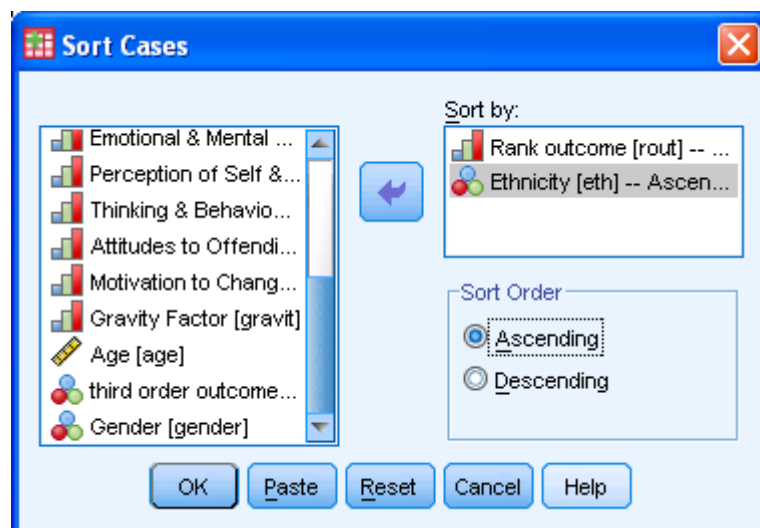 Sort Cases
Emotional & Mental ...
Perception of Self &...
Thinking & Behavio...
Attitudes to Offendi...
Motivation to Chang...
Gravity Factor [gravit]
Age [age]
third order outcome...
Gender [gender]
Sort by:
Rank outcome [rout] -- ...
Ethnicity [eth] -- Ascen...
Sort Order
Ascending
Descending
OK
Paste
Reset
Cancel
Help